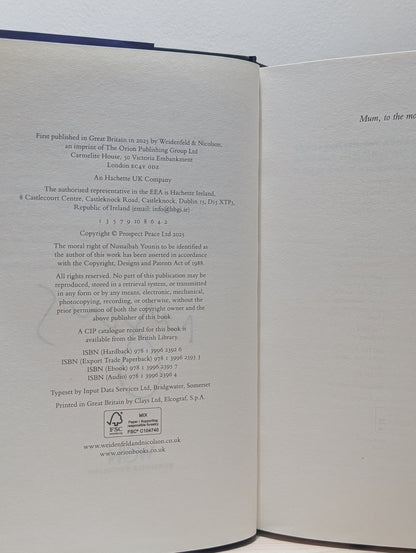 First published in Great Britain in 2025 by Weidenfeld & Nicolson,
an imprint of The Orion Publishing Group Ltd
Carmelite House, 50 Victoria Embankment
London EC4Y 0DZ
An Hachette UK Company
The authorised representative in the EEA is Hachette Ireland,
8 Castlecourt Centre, Castleknock Road, Castleknock, Dublin 15, D15 XTP3,
Republic of Ireland (email: info@hbgi.ie)
1 3 5 7 9 10 8 6 4 2
Copyright © Prospect Peace Ltd 2025
The moral right of Nussaibah Younis to be identified as
the author of this work has been asserted in accordance
with the Copyright, Designs and Patents Act of 1988.
All rights reserved. No part of this publication may be
reproduced, stored in a retrieval system, or transmitted
in any form or by any means, electronic, mechanical,
photocopying, recording, or otherwise, without the
prior permission of both the copyright owner and the
above publisher of this book.
A CIP catalogue record for this book is
available from the British Library.
ISBN (Hardback) 978 1 3996 2392 6
ISBN (Export Trade Paperback) 978 1 3996 2393 3
ISBN (Ebook) 978 1 3996 2395 7
ISBN (Audio) 978 1 3996 2396 4
Typeset by Input Data Services Ltd, Bridgwater, Somerset
Printed in Great Britain by Clays Ltd, Elcograf, S.p.A.
FSC
www.fsc.org
MIX
Paper | Supporting
responsible forestry
FSC® C104740
www.weidenfeldandnicolson.co.uk
www.orionbooks.co.uk
Mum, to the mo